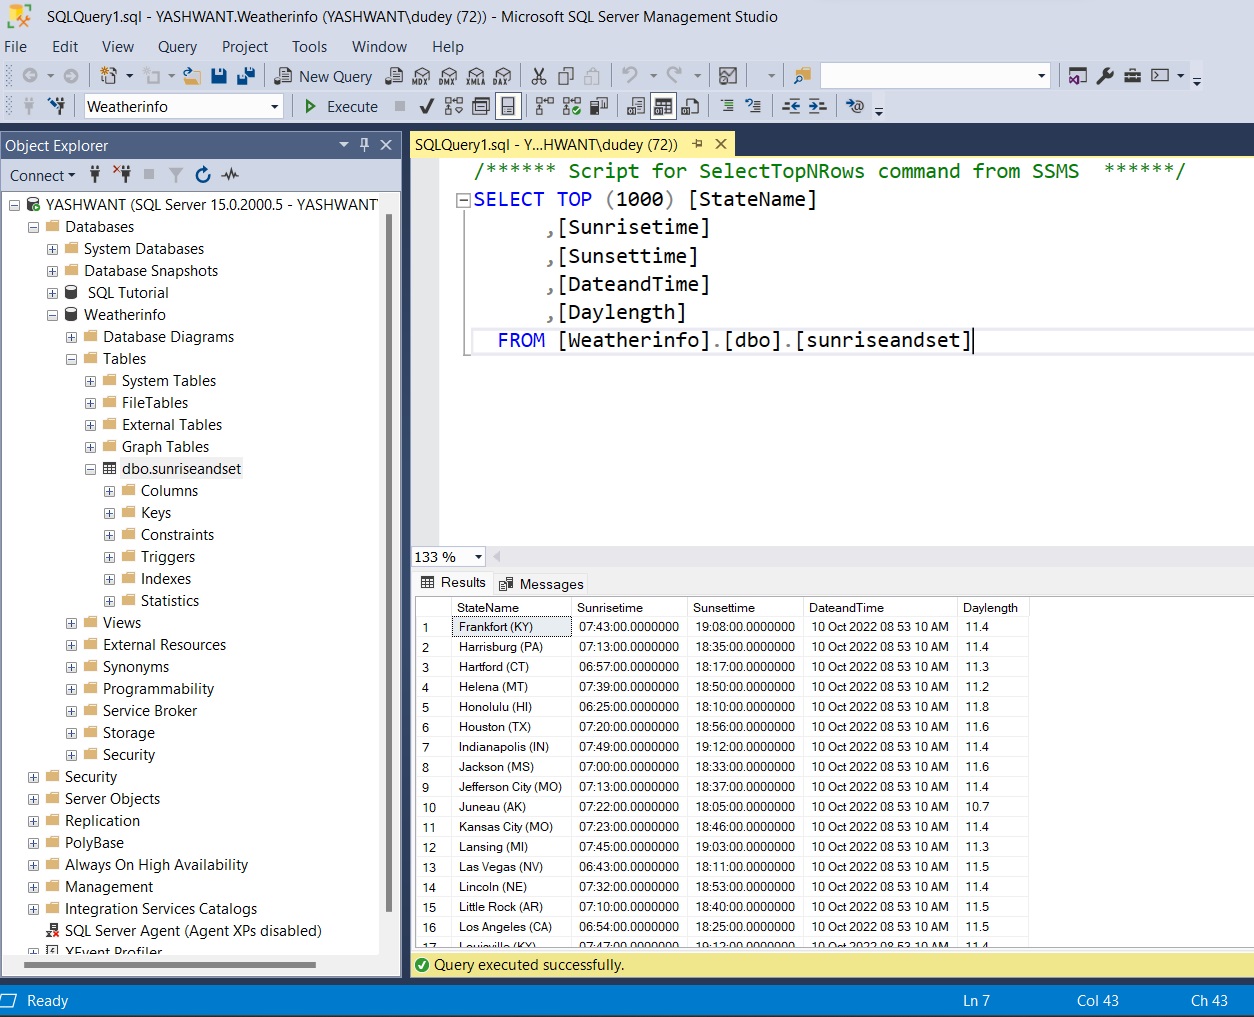 SQLQuery1.sql - YASHWANT.Weatherinfo (YASHWANT\dudey (72)) - Microsoft SQL Server Management Studio
File Edit View Query Project Tools Window Help
New Query MDX DMX XMLA DAX
Weatherinfo Execute
Object Explorer
Connect
YASHWANT (SQL Server 15.0.2000.5 - YASHWANT
Databases
System Databases
Database Snapshots
SQL Tutorial
Weatherinfo
Database Diagrams
Tables
System Tables
FileTables
External Tables
Graph Tables
dbo.sunriseandset
Columns
Keys
Constraints
Triggers
Indexes
Statistics
Views
External Resources
Synonyms
Programmability
Service Broker
Storage
Security
Security
Server Objects
Replication
PolyBase
Always On High Availability
Management
Integration Services Catalogs
SQL Server Agent (Agent XPs disabled)
XEvent Profiler
SQLQuery1.sql - Y...HWANT\dudey (72))
/****** Script for SelectTopNRows command from SSMS ******/
SELECT TOP (1000) [StateName]
,[Sunrisetime]
,[Sunsettime]
,[DateandTime]
,[Daylength]
FROM [Weatherinfo].[dbo].[sunriseandset]
133 %
Results Messages
StateName Sunrisetime Sunsettime DateandTime Daylength
1 Frankfort (KY) 07:43:00.0000000 19:08:00.0000000 10 Oct 2022 08 53 10 AM 11.4
2 Harrisburg (PA) 07:13:00.0000000 18:35:00.0000000 10 Oct 2022 08 53 10 AM 11.4
3 Hartford (CT) 06:57:00.0000000 18:17:00.0000000 10 Oct 2022 08 53 10 AM 11.3
4 Helena (MT) 07:39:00.0000000 18:50:00.0000000 10 Oct 2022 08 53 10 AM 11.2
5 Honolulu (HI) 06:25:00.0000000 18:10:00.0000000 10 Oct 2022 08 53 10 AM 11.8
6 Houston (TX) 07:20:00.0000000 18:56:00.0000000 10 Oct 2022 08 53 10 AM 11.6
7 Indianapolis (IN) 07:49:00.0000000 19:12:00.0000000 10 Oct 2022 08 53 10 AM 11.4
8 Jackson (MS) 07:00:00.0000000 18:33:00.0000000 10 Oct 2022 08 53 10 AM 11.6
9 Jefferson City (MO) 07:13:00.0000000 18:37:00.0000000 10 Oct 2022 08 53 10 AM 11.4
10 Juneau (AK) 07:22:00.0000000 18:05:00.0000000 10 Oct 2022 08 53 10 AM 10.7
11 Kansas City (MO) 07:23:00.0000000 18:46:00.0000000 10 Oct 2022 08 53 10 AM 11.4
12 Lansing (MI) 07:45:00.0000000 19:03:00.0000000 10 Oct 2022 08 53 10 AM 11.3
13 Las Vegas (NV) 06:43:00.0000000 18:11:00.0000000 10 Oct 2022 08 53 10 AM 11.5
14 Lincoln (NE) 07:32:00.0000000 18:53:00.0000000 10 Oct 2022 08 53 10 AM 11.4
15 Little Rock (AR) 07:10:00.0000000 18:40:00.0000000 10 Oct 2022 08 53 10 AM 11.5
16 Los Angeles (CA) 06:54:00.0000000 18:25:00.0000000 10 Oct 2022 08 53 10 AM 11.5
17 Louisville (KY) 07:47:00.0000000 19:12:00.0000000 10 Oct 2022 08 53 10 AM 11.4
Query executed successfully.
Ready Ln 7 Col 43 Ch 43